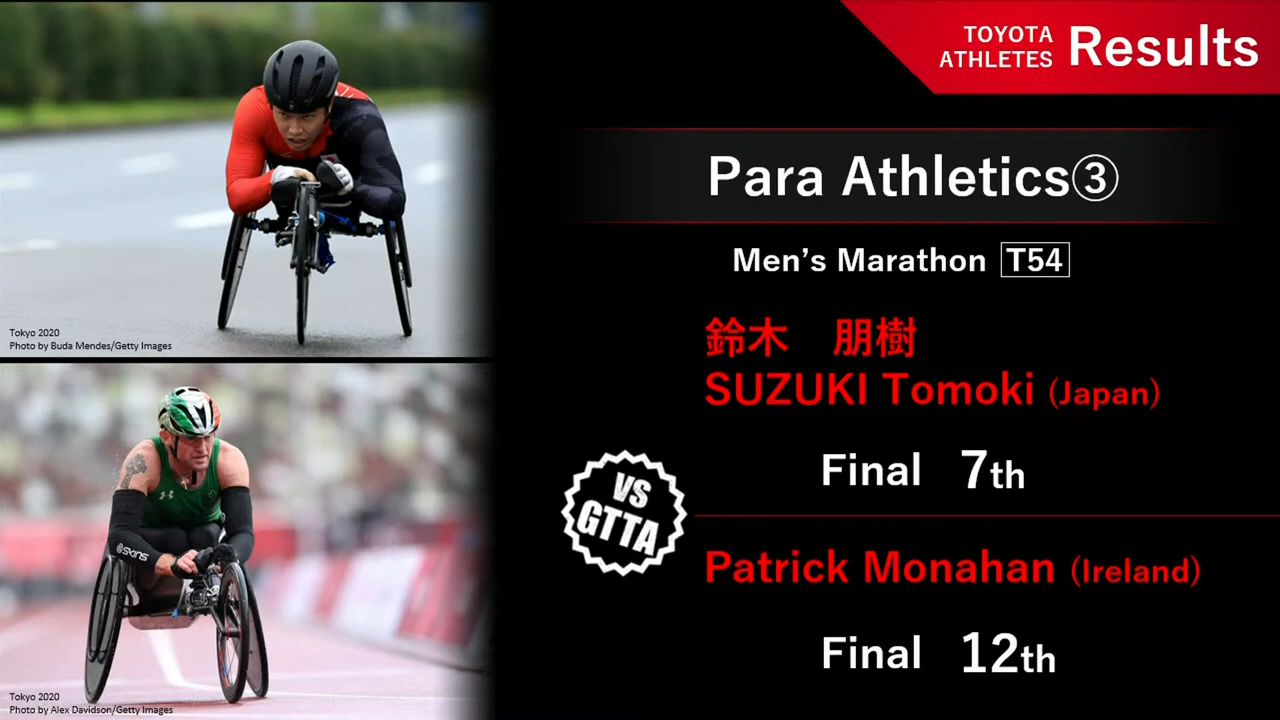 TOYOTA
ATHLETES
Results
Para Athletics③
Men's Marathon T54
鈴木　朋樹
SUZUKI Tomoki (Japan)
Final 7th
VS
GTTA
Patrick Monahan (Ireland)
Final 12th
Tokyo 2020
Photo by Buda Mendes/Getty Images
SKINS
Tokyo 2020
Photo by Alex Davidson/Getty Images